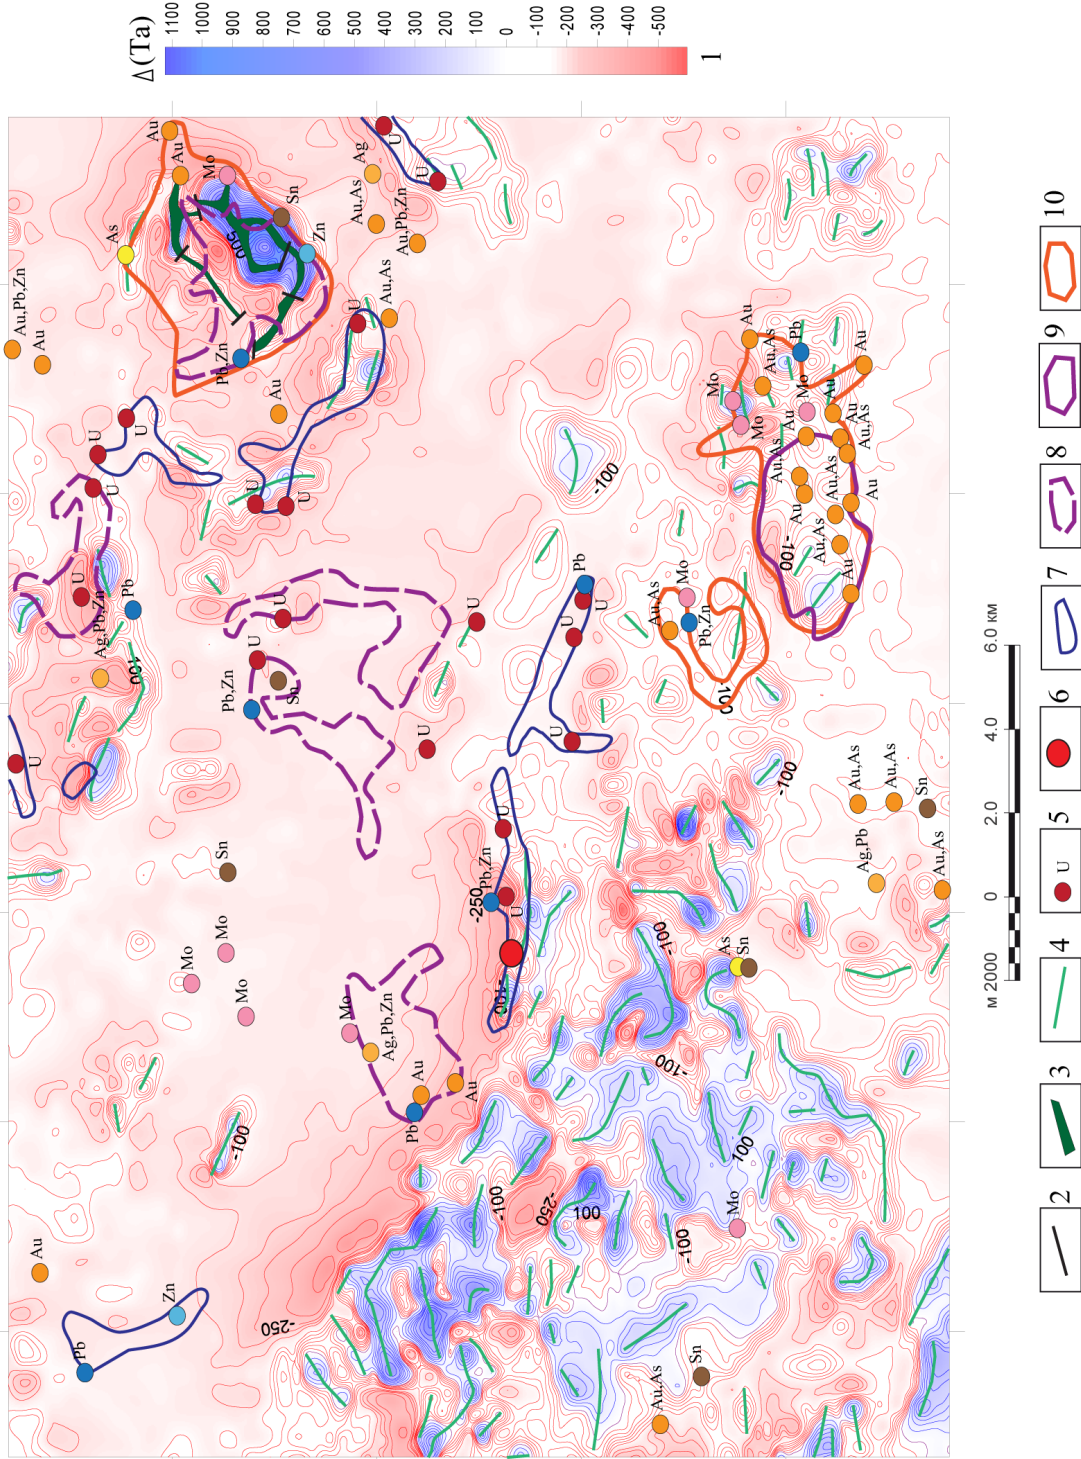 Δ(Ta)
1100
1000
900
800
700
600
500
400
300
200
100
0
-100
-200
-300
-400
-500
1
Au
Au
Mo
As
Sn
Zn
500
Pb,Zn
Au,Pb,Zn
Au
Au
U
U
Ag
Au,As
Au,Pb,Zn
Au,As
U
U
U
U
U
U
U
Ag,Pb,Zn
Pb
100
U
U
U
Pb,Zn
Sn
U
U
-100
Pb
U
U
U
Au,As
Mo
Pb,Zn
-100
Mo
Mo
Au
Au,As
Pb
Mo
Au
Au
Au
Au
Au,As
Au,As
Au
Au,As
Au
Au,As
Au
-100
-100
Sn
Mo
Mo
Mo
U
Pb,Zn
U
-250
-100
Mo
Ag,Pb,Zn
Au
Au
Pb
-100
-100
As
Sn
-100
Au,As
Au,As
Sn
Ag,Pb
Au,As
Au
Zn
Pb
-250
-100
-250
100
100
-100
Mo
Sn
Au,As
м 2000
0
2.0
4.0
6.0 км
2
3
4
U
5
6
7
8
9
10